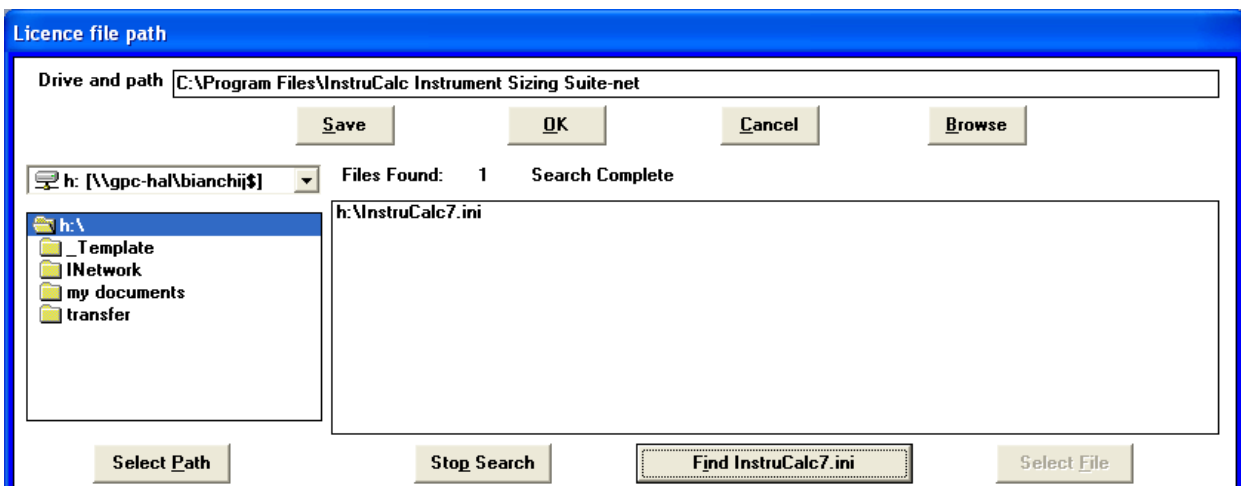 Licence file path
Drive and path C:\Program Files\InstruCalc Instrument Sizing Suite-net
Save OK Cancel Browse
h: [\\gpc-hal\bianchij$] Files Found: 1 Search Complete
h:\ h:\InstruCalc7.ini
_Template
INetwork
my documents
transfer
Select Path Stop Search Find InstruCalc7.ini Select File